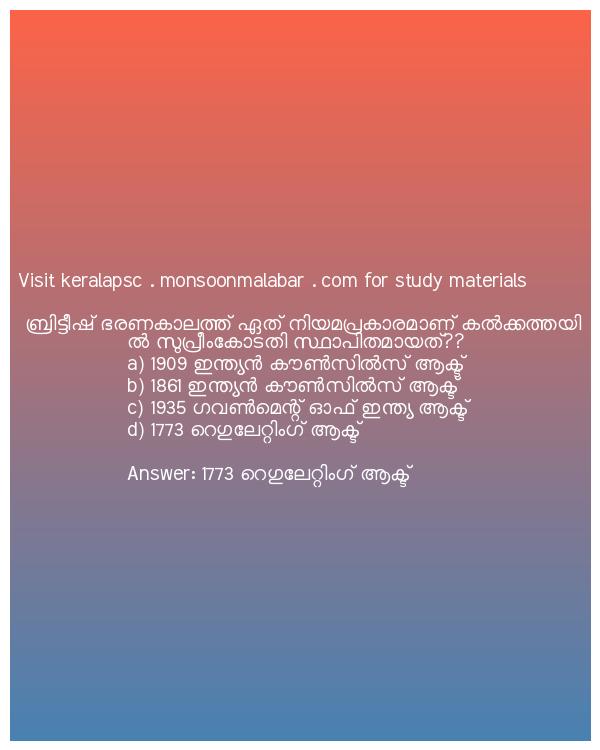 Visit keralapsc . monsoonmalabar . com for study materials
ബ്രിട്ടീഷ് ഭരണകാലത്ത് ഏത് നിയമപ്രകാരമാണ് കൽക്കത്തയി
ൽ സുപ്രീംകോടതി സ്ഥാപിതമായത്??
a) 1909 ഇന്ത്യൻ കൗൺസിൽസ് ആക്ട്
b) 1861 ഇന്ത്യൻ കൗൺസിൽസ് ആക്ട്
c) 1935 ഗവൺമെന്റ് ഓഫ് ഇന്ത്യ ആക്ട്
d) 1773 റെഗുലേറ്റിംഗ് ആക്ട്
Answer: 1773 റെഗുലേറ്റിംഗ് ആക്ട്